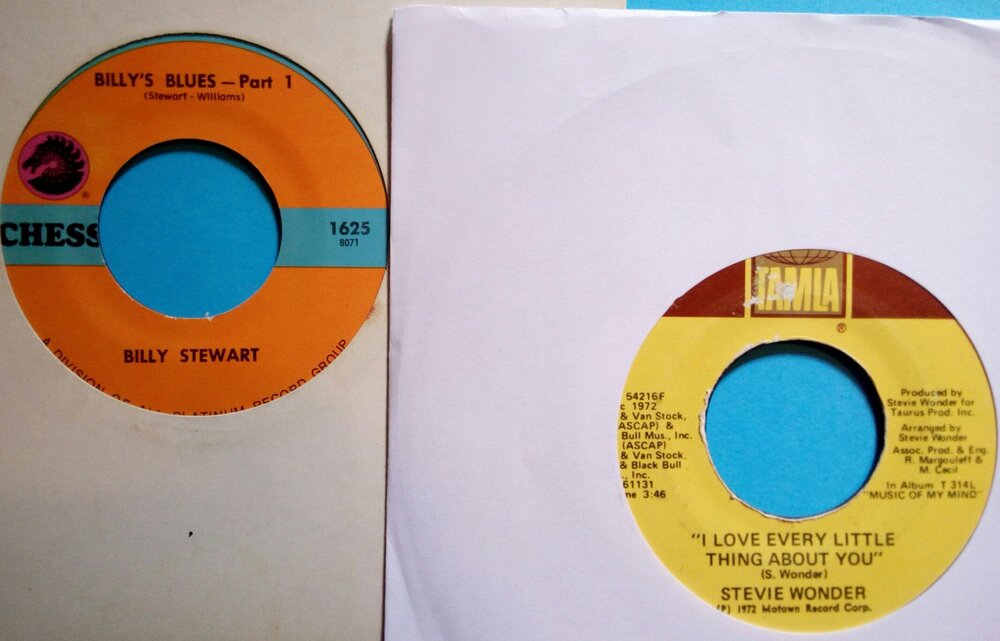 BILLY'S BLUES — Part 1
(Stewart - Williams)
®
CHESS
1625
8071
BILLY STEWART
A DIVISION OF ALL PLATINUM RECORD GROUP
TAMLA
®
54216F
c 1972
& Van Stock,
ASCAP) &
Bull Mus., Inc.
(ASCAP)
& Van Stock,
& Black Bull
., Inc.
61131
me 3:46
Produced by
Stevie Wonder for
Taurus Prod. Inc.
Arranged by
Stevie Wonder
Assoc. Prod. & Eng.
R. Margouleff &
M. Cecil
In Album T 314L
"MUSIC OF MY MIND"
"I LOVE EVERY LITTLE
THING ABOUT YOU"
(S. Wonder)
STEVIE WONDER
(P) 1972 Motown Record Corp.